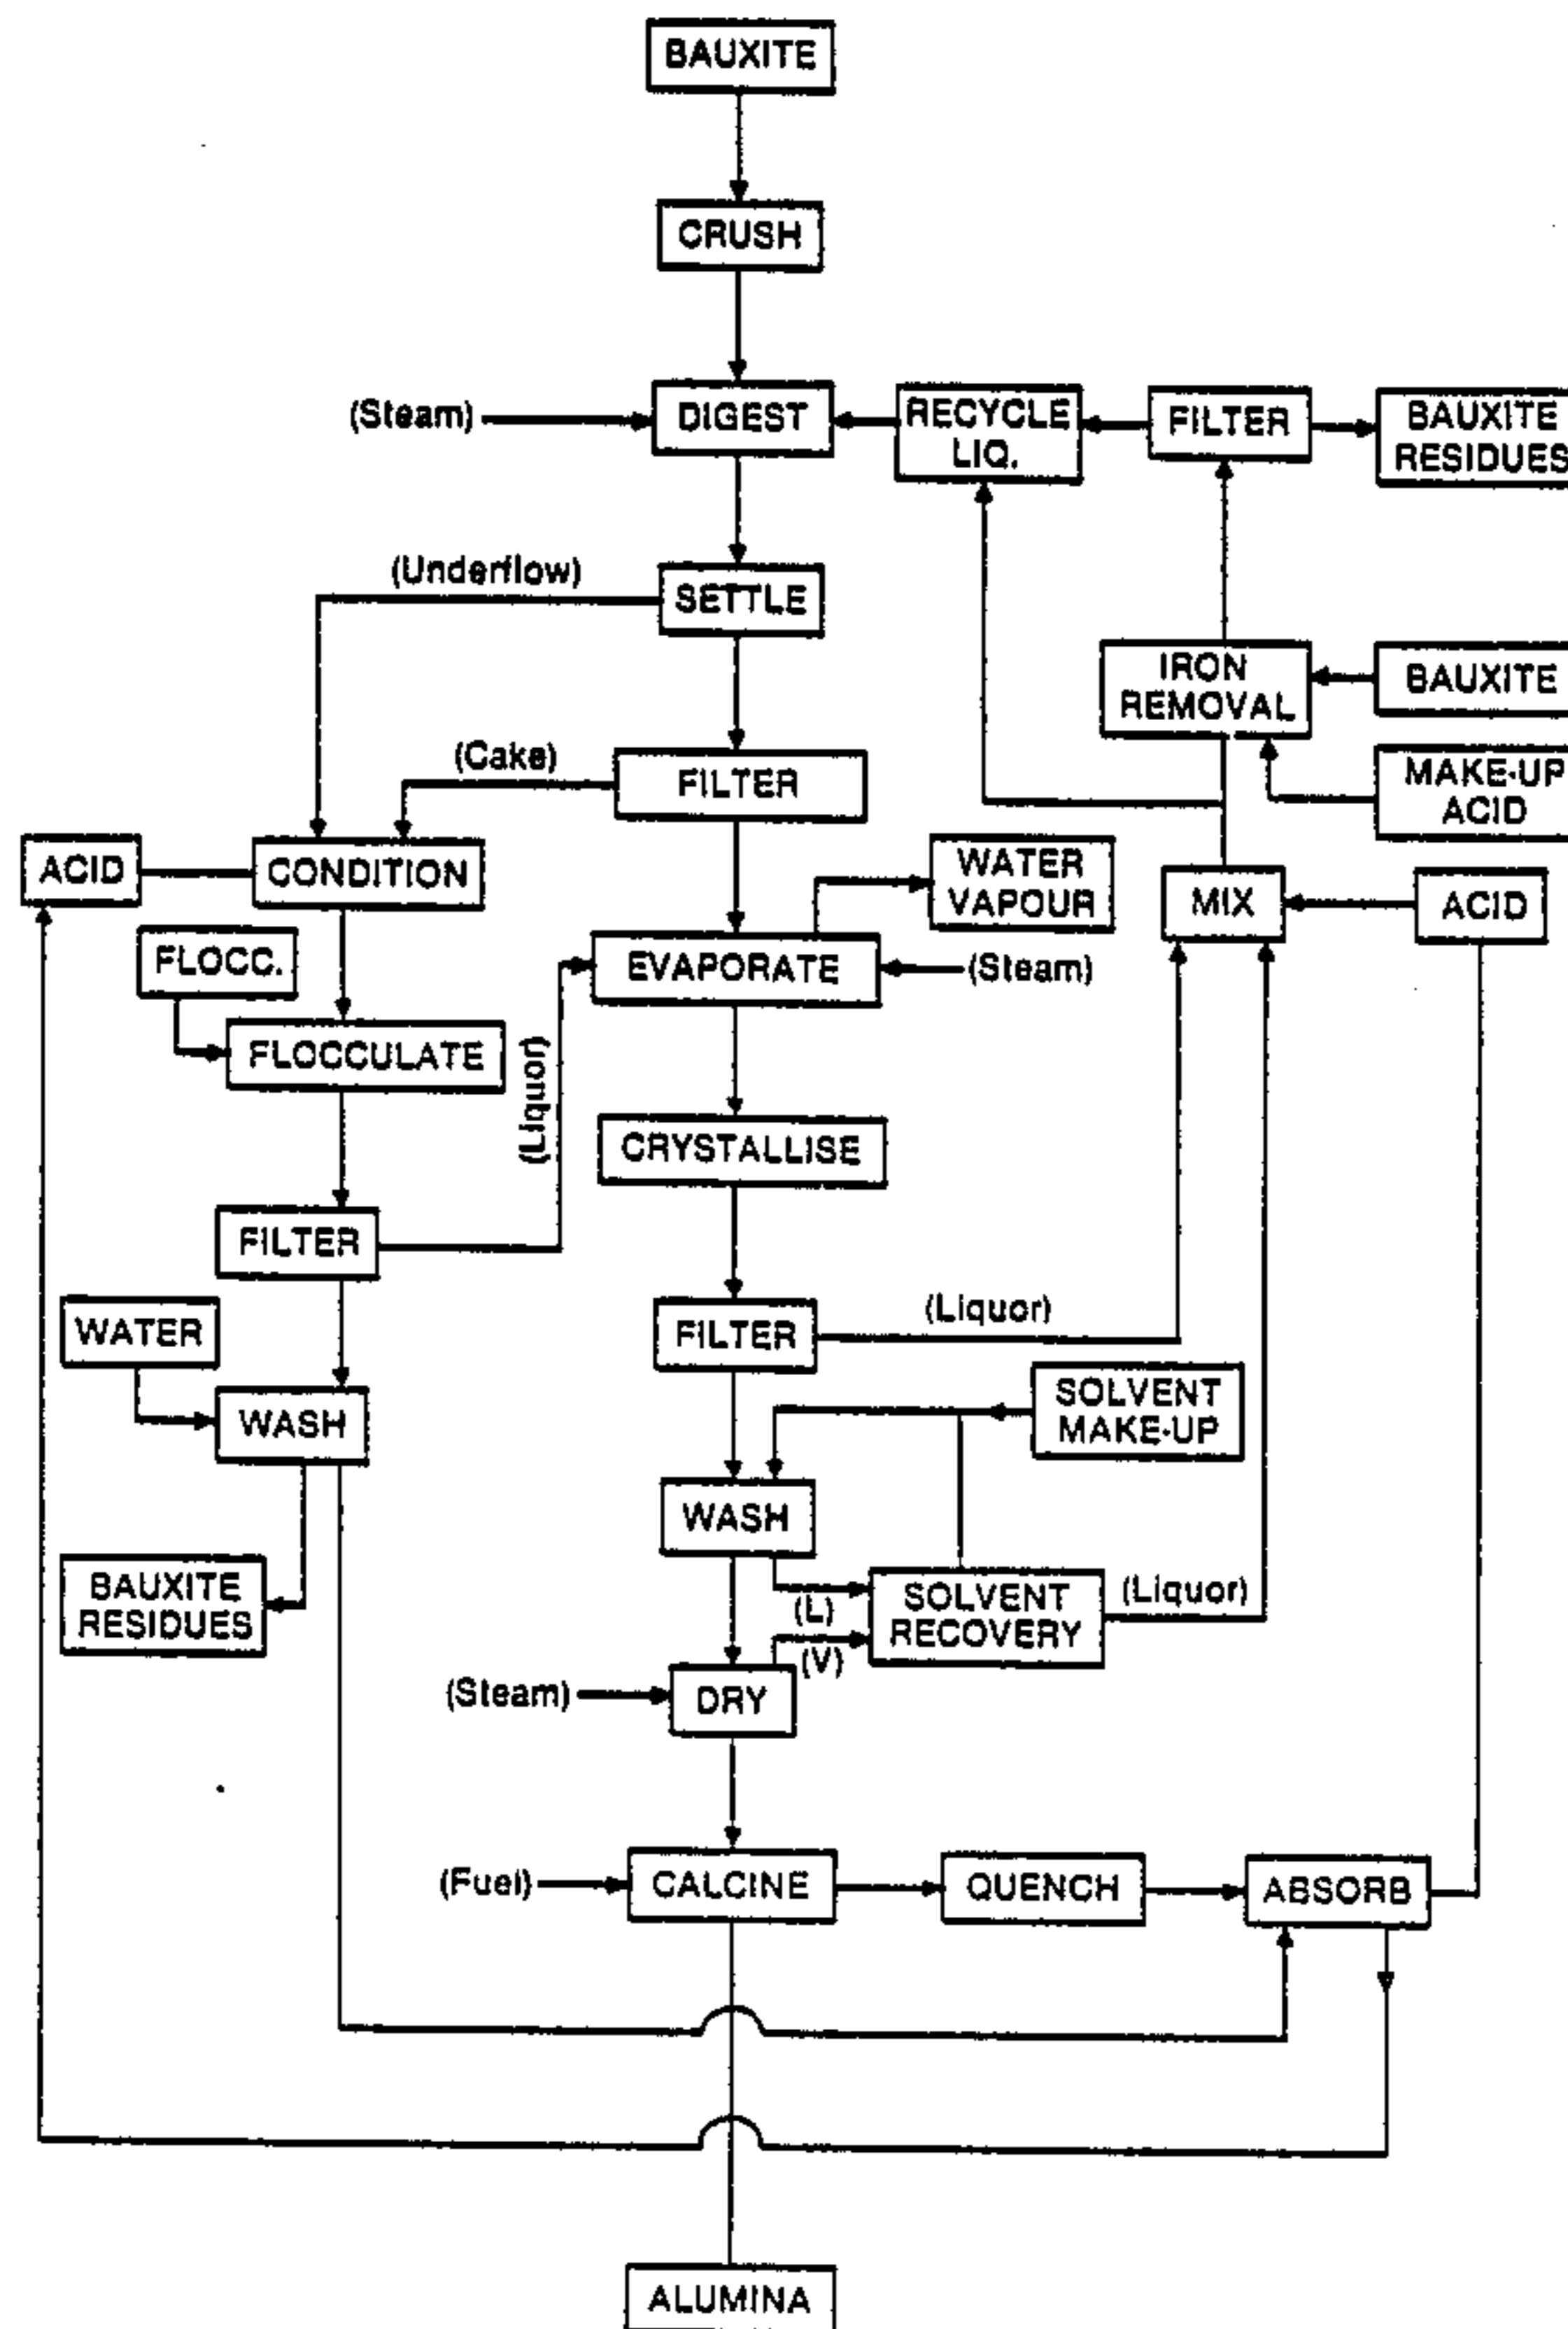 BAUXITE
CRUSH
(Steam)
DIGEST
RECYCLE
LIQ.
FILTER
BAUXITE
RESIDUES
(Underflow)
SETTLE
IRON
REMOVAL
BAUXITE
(Cake)
FILTER
MAKE-UP
ACID
ACID
CONDITION
WATER
VAPOUR
MIX
ACID
FLOCC.
EVAPORATE
(Steam)
FLOCCULATE
(Liquor)
CRYSTALLISE
FILTER
WATER
FILTER
(Liquor)
WASH
SOLVENT
MAKE-UP
WASH
BAUXITE
RESIDUES
(L)
SOLVENT
RECOVERY
(Liquor)
(V)
(Steam)
DRY
(Fuel)
CALCINE
QUENCH
ABSORB
ALUMINA